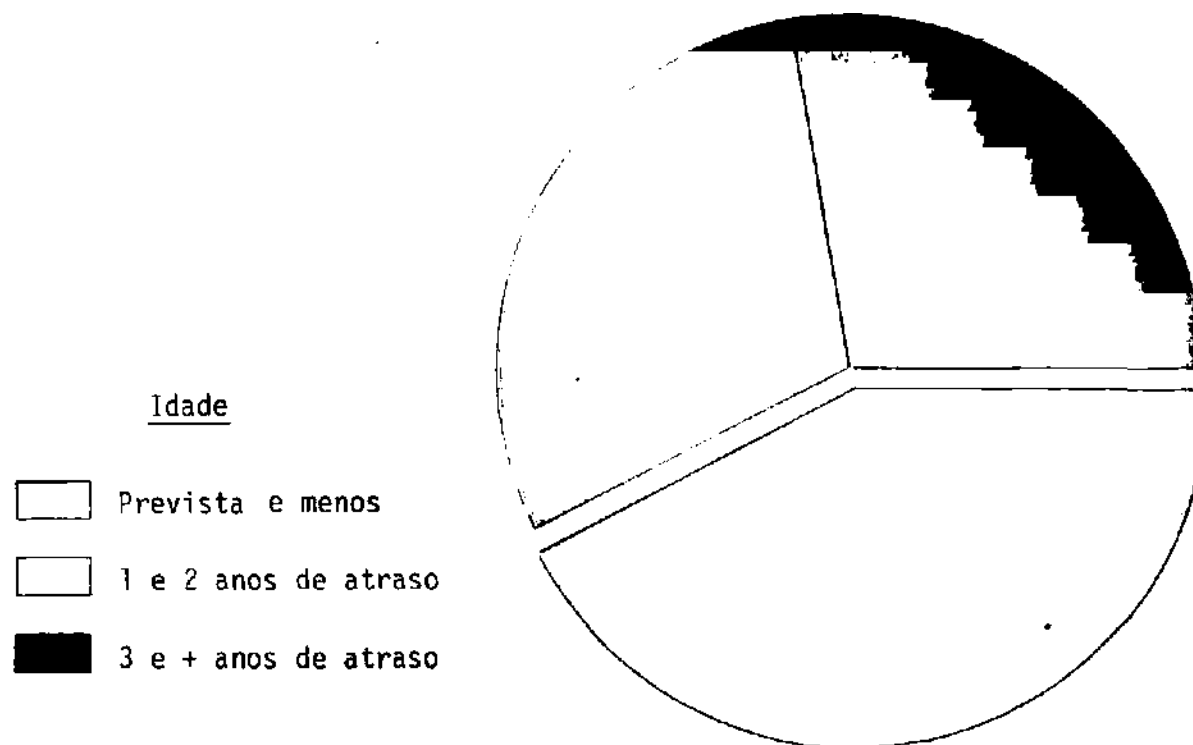 Idade
Prevista e menos
1 e 2 anos de atraso
3 e + anos de atraso